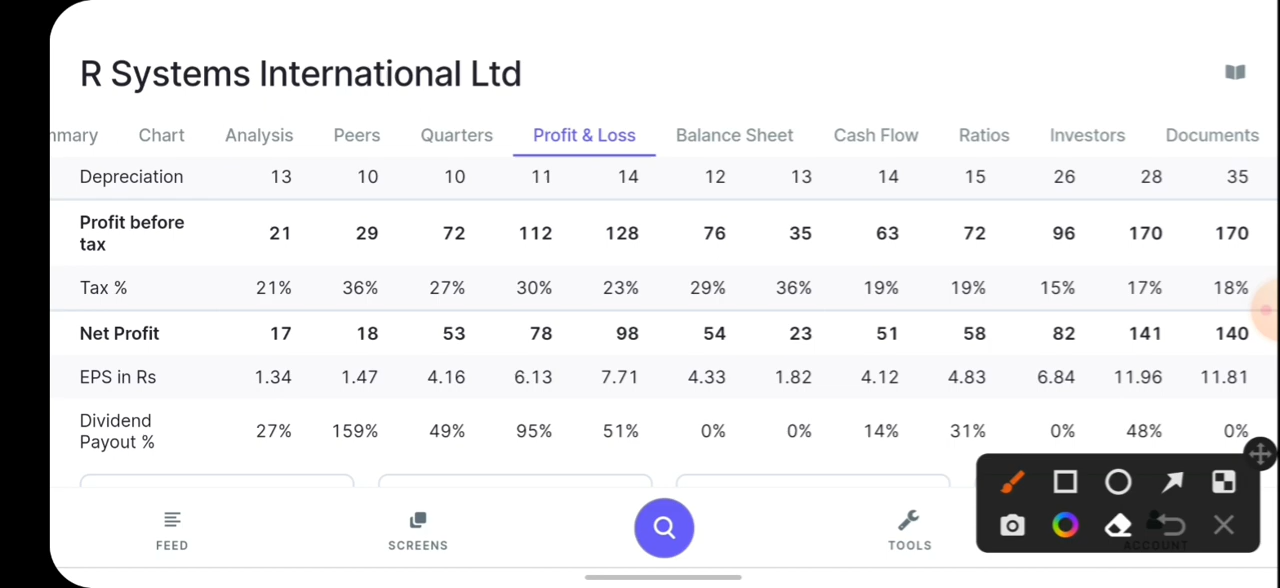 R Systems International Ltd
nmary Chart Analysis Peers Quarters Profit & Loss Balance Sheet Cash Flow Ratios Investors Documents
Depreciation 13 10 10 11 14 12 13 14 15 26 28 35
Profit before
tax 21 29 72 112 128 76 35 63 72 96 170 170
Tax % 21% 36% 27% 30% 23% 29% 36% 19% 19% 15% 17% 18%
Net Profit 17 18 53 78 98 54 23 51 58 82 141 140
EPS in Rs 1.34 1.47 4.16 6.13 7.71 4.33 1.82 4.12 4.83 6.84 11.96 11.81
Dividend
Payout % 27% 159% 49% 95% 51% 0% 0% 14% 31% 0% 48% 0%
FEED SCREENS TOOLS ACCOUNT